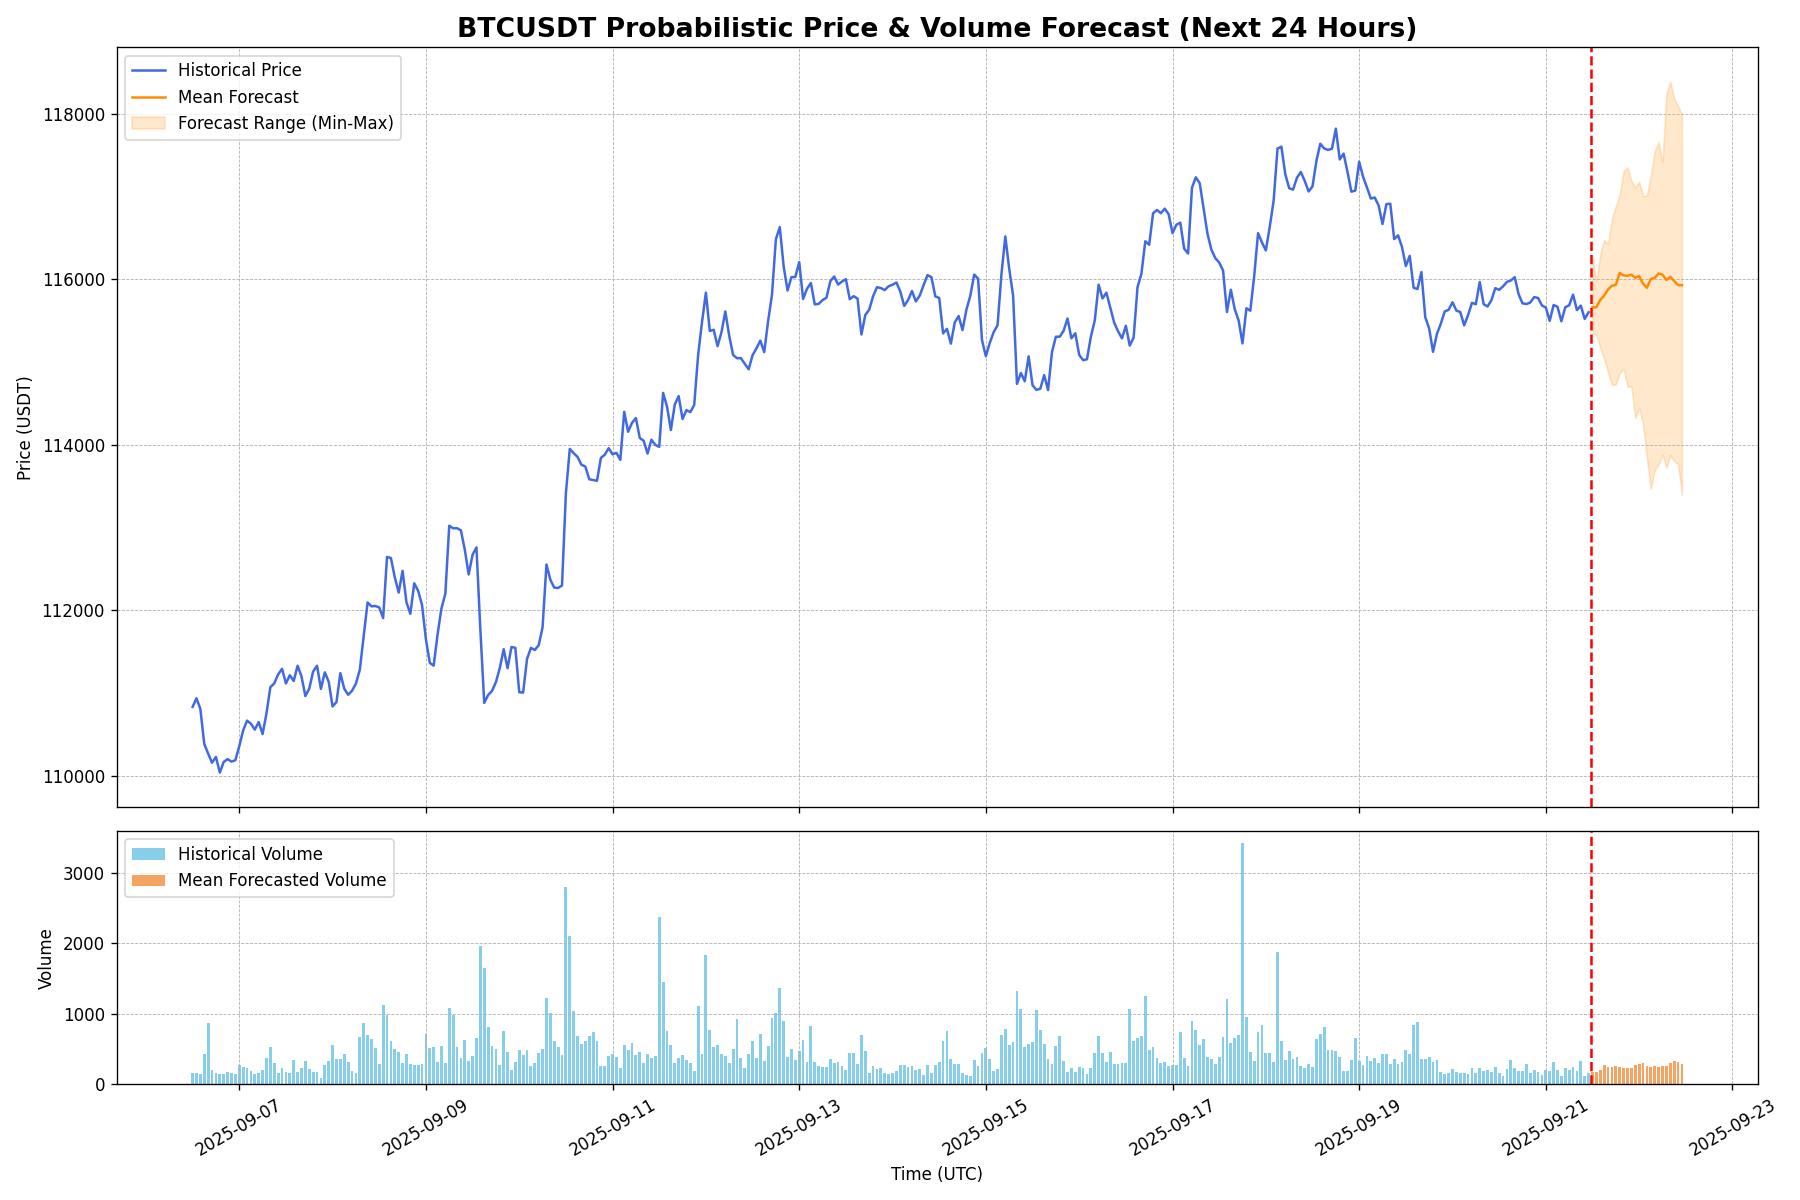 BTCUSDT Probabilistic Price & Volume Forecast (Next 24 Hours)
Historical Price
Mean Forecast
Forecast Range (Min-Max)
118000
116000
114000
112000
110000
Price (USDT)
Historical Volume
Mean Forecasted Volume
3000
2000
1000
0
Volume
2025-09-07
2025-09-09
2025-09-11
2025-09-13
2025-09-15
2025-09-17
2025-09-19
2025-09-21
2025-09-23
Time (UTC)